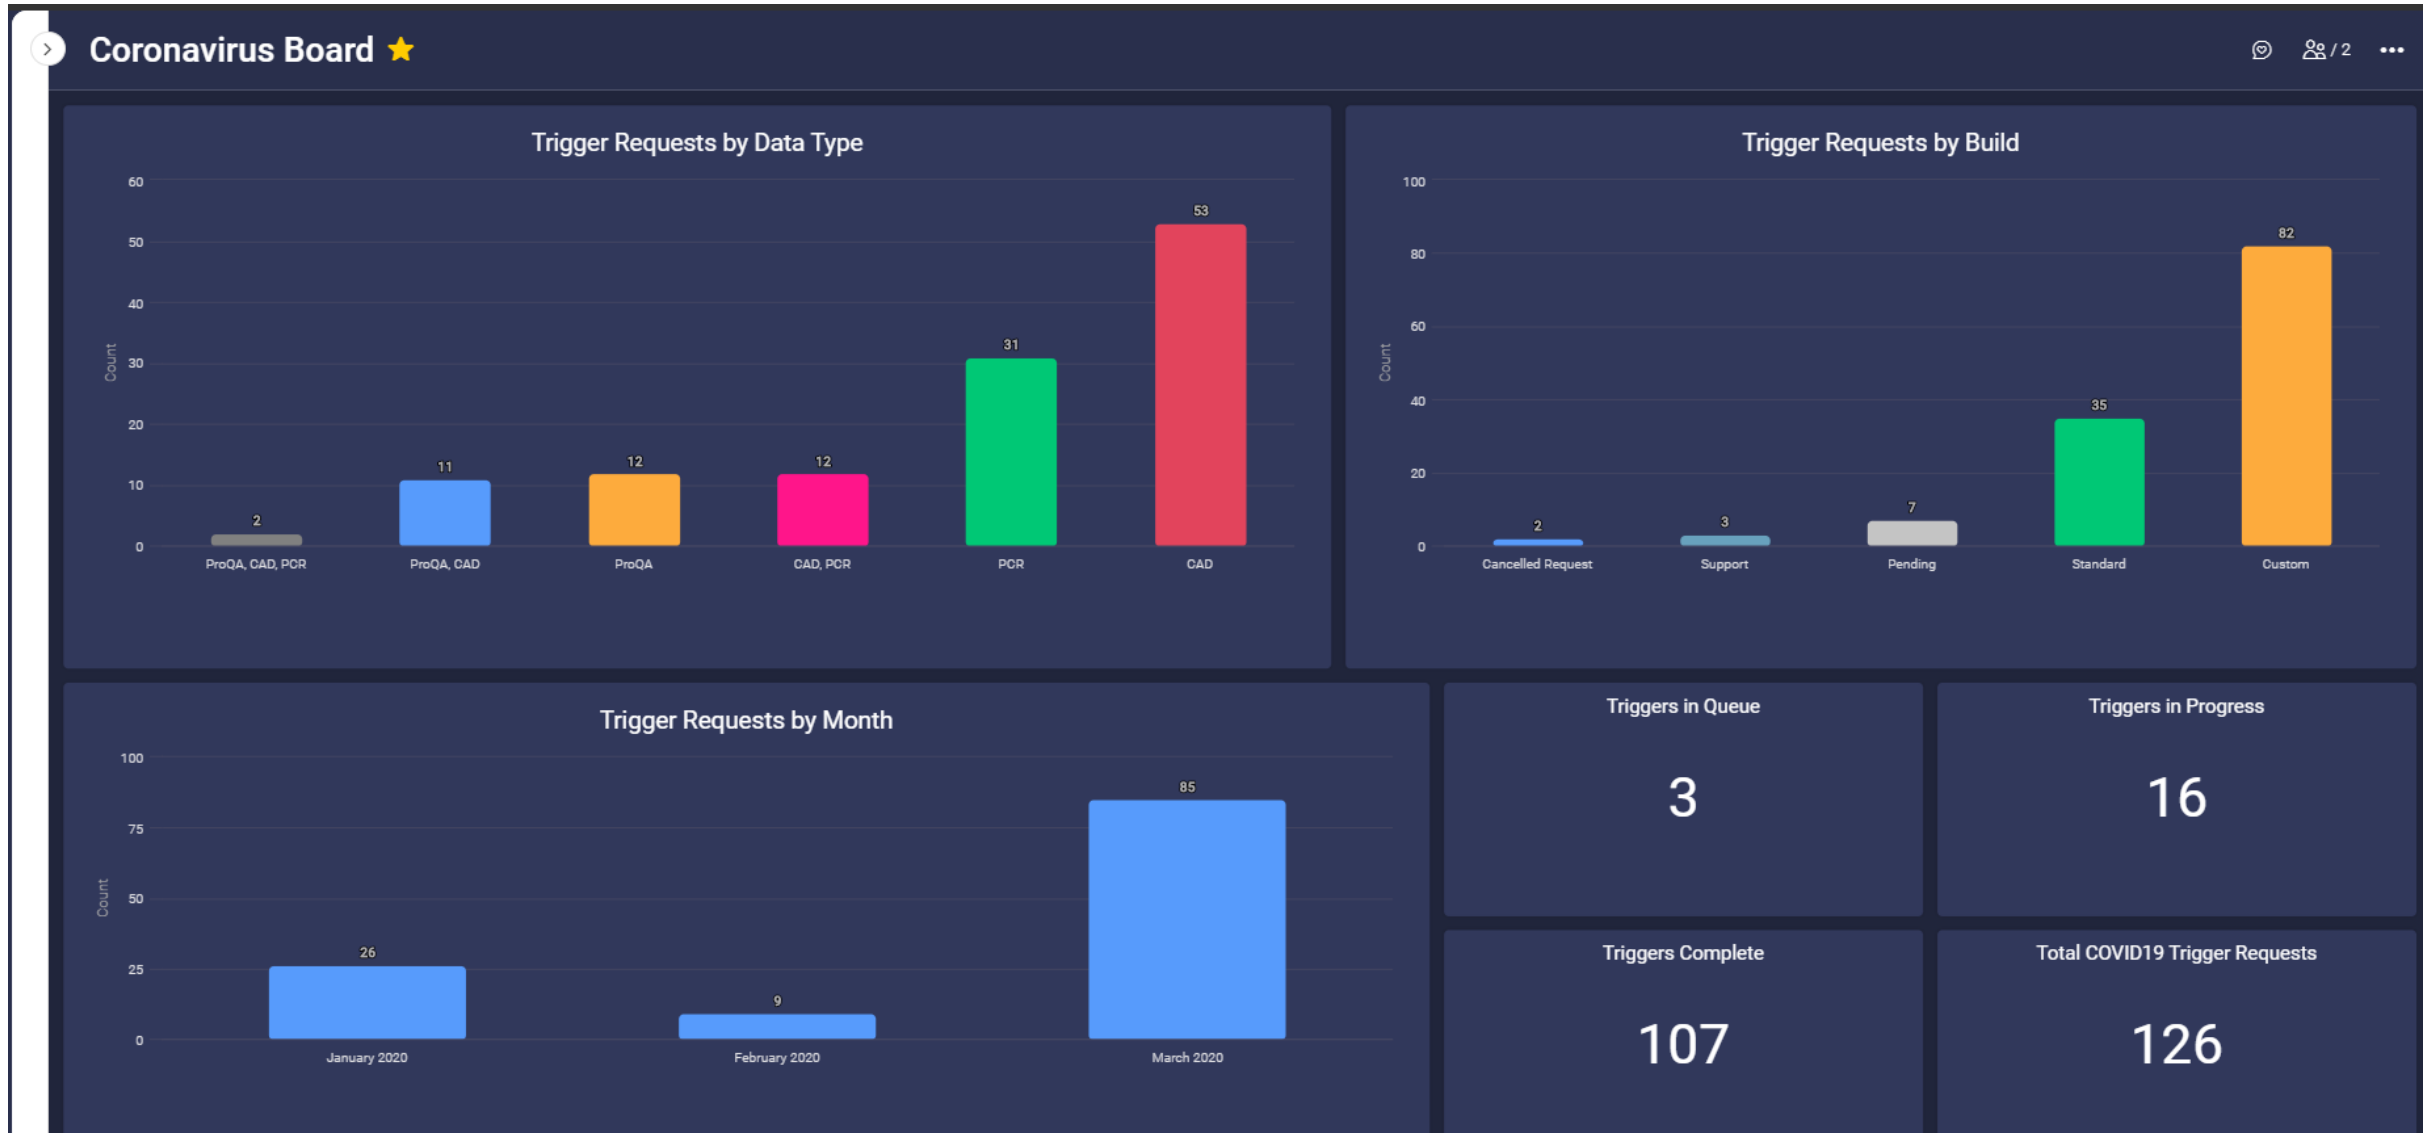 Coronavirus Board
/ 2
Trigger Requests by Data Type
60
50
40
30
20
10
0
Count
2
11
12
12
31
53
ProQA, CAD, PCR
ProQA, CAD
ProQA
CAD, PCR
PCR
CAD
Trigger Requests by Build
100
80
60
40
20
0
Count
2
3
7
35
82
Cancelled Request
Support
Pending
Standard
Custom
Trigger Requests by Month
100
75
50
25
0
Count
26
9
85
January 2020
February 2020
March 2020
Triggers in Queue
3
Triggers in Progress
16
Triggers Complete
107
Total COVID19 Trigger Requests
126